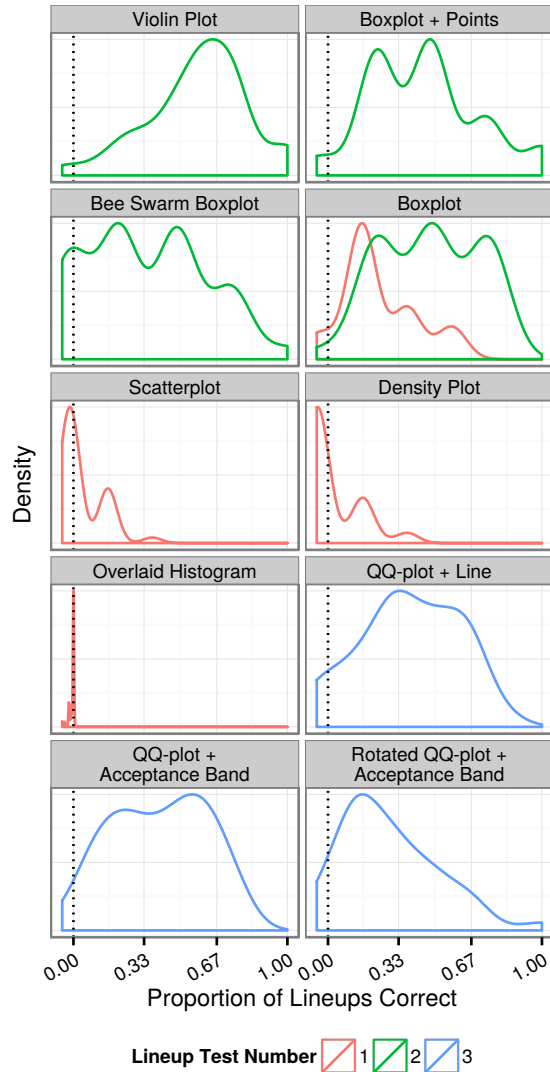 Violin Plot
Boxplot + Points
Bee Swarm Boxplot
Boxplot
Scatterplot
Density Plot
Overlaid Histogram
QQ-plot + Line
QQ-plot +
Acceptance Band
Rotated QQ-plot +
Acceptance Band
Density
0.00 0.33 0.67 1.00
0.00 0.33 0.67 1.00
Proportion of Lineups Correct
Lineup Test Number 1 2 3